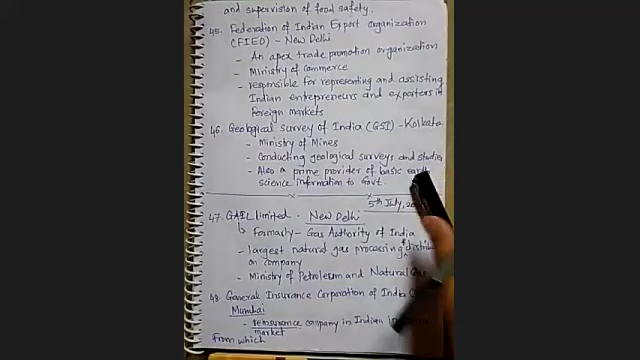 and supervision of food safety.
45. Federation of Indian Export Organization
(FIEO) - New Delhi
- An apex trade promotion organization
- Ministry of Commerce
- responsible for representing and assisting
Indian entrepreneurs and exporters in
foreign markets
46. Geological Survey of India (GSI) - Kolkata
- Ministry of Mines
- Conducting geological surveys and studies
- Also a prime provider of basic earth
science information to Govt.
5th July, 20
47. GAIL limited - New Delhi
Formarly - Gas Authority of India
- largest natural gas processing & distribu
on company
- Ministry of Petroleum and Natural Gas
48. General Insurance Corporation of India
Mumbai
- reinsurance company in Indian in
market
from which